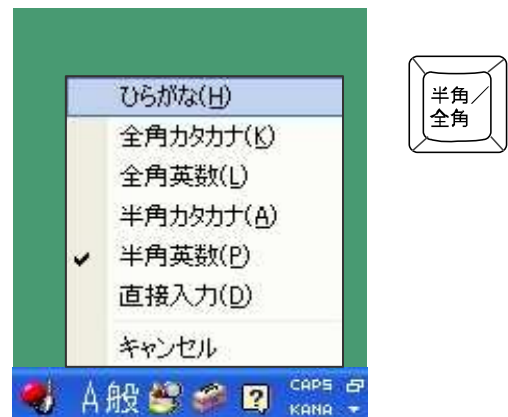 ひらがな(H)
全角カタカナ(K)
全角英数(L)
半角カタカナ(A)
半角英数(P)
直接入力(D)
キャンセル
A般 ? CAPS
KANA
半角／
全角